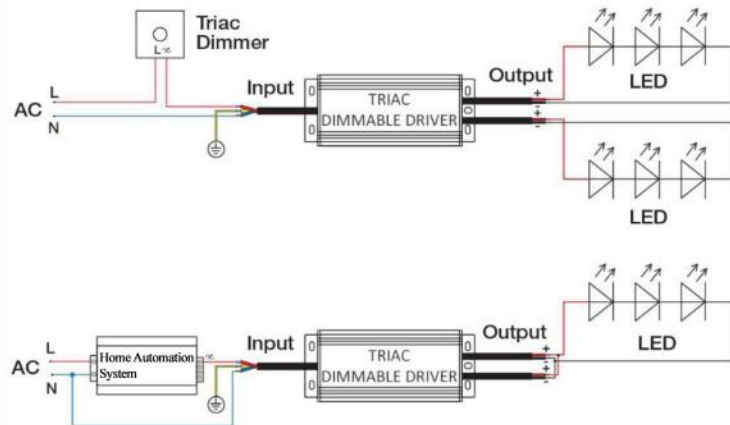 Triac
Dimmer
L
Input
Output
+
-
+
-
LED
L
AC
N
TRIAC
DIMMABLE DRIVER
LED
L
AC
N
Home Automation
System
Input
Output
+
-
+
-
TRIAC
DIMMABLE DRIVER
LED